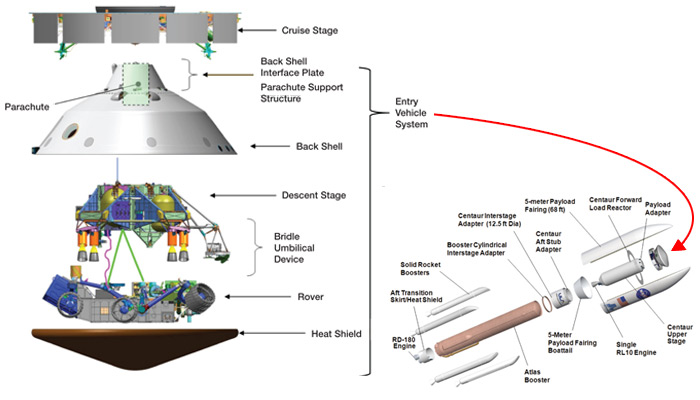 Cruise Stage
Back Shell
Interface Plate
Parachute Support
Structure
Parachute
Entry
Vehicle
System
Back Shell
Descent Stage
Bridle
Umbilical
Device
Rover
Heat Shield
5-meter Payload
Fairing (68 ft)
Centaur Forward
Load Reactor
Payload
Adapter
Centaur Interstage
Adapter (12.5 ft Dia)
Centaur
Aft Stub
Adapter
Booster Cylindrical
Interstage Adapter
Solid Rocket
Boosters
Aft Transition
Skirt/Heat Shield
RD-180
Engine
5-Meter
Payload Fairing
Boattail
Single
RL10 Engine
Centaur
Upper
Stage
Atlas
Booster